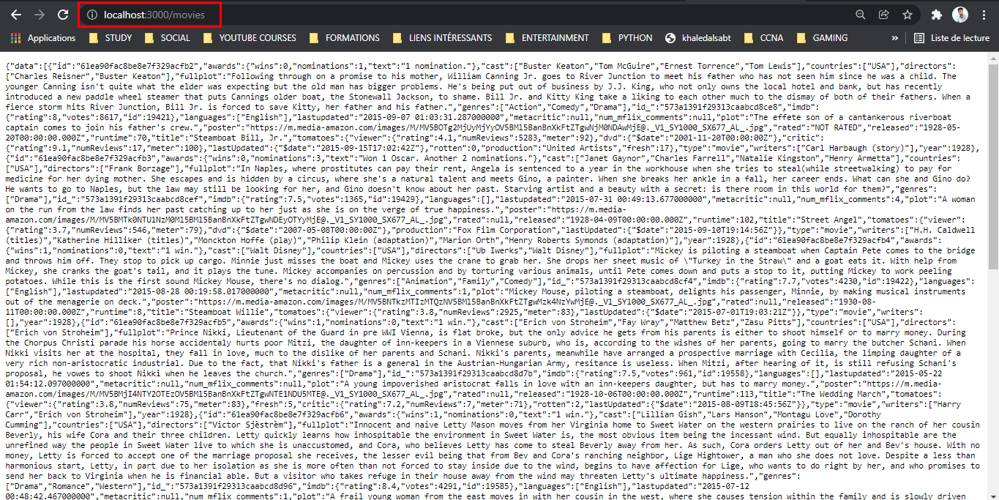 localhost:3000/movies
Applications STUDY SOCIAL YOUTUBE COURSES FORMATIONS LIENS INTÉRESSANTS ENTERTAINMENT PYTHON khaledalsabt CCNA GAMING » Liste de lecture
{"data":[{"id":"61ea90fac8be8e7f329acfb2","awards":{"wins":0,"nominations":1,"text":"1 nomination."},"cast":["Buster Keaton","Tom McGuire","Ernest Torrence","Tom Lewis"],"countries":["USA"],"directors":
["Charles Reisner","Buster Keaton"],"fullplot":"Following through on a promise to his mother, William Canning Jr. goes to River Junction to meet his father who has not seen him since he was a child. The
younger Canning isn't quite what the elder was expecting but the old man has bigger problems. He's being put out of business by J.J. King, who not only owns the local hotel and bank, but has recently
introduced a new paddle wheel steamer that puts Cannings older boat, the Stonewall Jackson, to shame. Bill Jr. and Kitty King take a liking to each other much to the dismay of both of their fathers. When a
fierce storm hits River Junction, Bill Jr. is forced to save Kitty, her father and his father.","genres":["Action","Comedy","Drama"],"id_":"573a1391f29313caabcd8ce8","imdb":
{"rating":8,"votes":8617,"id":19421},"languages":["English"],"lastupdated":"2015-09-07 01:03:31.287000000","metacritic":null,"num_mflix_comments":null,"plot":"The effete son of a cantankerous riverboat
captain comes to join his father's crew.","poster":"https://m.media-amazon.com/images/M/MV5BOTg2MjUyMjYyOV5BMl5BanBnXkFtZTgwNjM0NDAwMjE@._V1_SY1000_SX677_AL_.jpg","rated":"NOT RATED","released":"1928-05-
20T00:00:00.000Z","runtime":70,"title":"Steamboat Bill, Jr.","tomatoes":{"viewer":{"rating":4.1,"numReviews":5283,"meter":92},"dvd":{"$date":"2001-11-20T00:00:00Z"},"critic":
{"rating":9.1,"numReviews":17,"meter":100},"lastUpdated":{"$date":"2015-09-15T17:02:42Z"},"rotten":0,"production":"United Artists","fresh":17},"type":"movie","writers":["Carl Harbaugh (story)"],"year":1928},
{"id":"61ea90fac8be8e7f329acfb3","awards":{"wins":0,"nominations":3,"text":"Won 1 Oscar. Another 2 nominations."},"cast":["Janet Gaynor","Charles Farrell","Natalie Kingston","Henry Armetta"],"countries":
["USA"],"directors":["Frank Borzage"],"fullplot":"In Naples, where prostitutes can pay their rent, Angela is sentenced to a year in the workhouse when she tries to steal(while streetwalking) to pay for
medicine for her dying mother. She escapes and is hidden by a circus, where she's a natural talent and meets Gino, a painter. When she breaks her ankle in a fall, her career ends. What can she and Gino do?
He wants to go to Naples, but the law may still be looking for her, and Gino doesn't know about her past. Starving artist and a beauty with a secret: is there room in this world for them?","genres":
["Drama"],"id_":"573a1391f29313caabcd8cef","imdb":{"rating":7.5,"votes":1365,"id":19429},"languages":[],"lastupdated":"2015-07-31 00:49:13.677000000","metacritic":null,"num_mflix_comments":4,"plot":"A woman
on the run from the law finds her past catching up to her just as she is on the verge of true happiness.","poster":"https://m.media-
amazon.com/images/M/MV5BMTk0NTU1NzM0Ml5BMl5BanBnXkFtZTgwNDEyOTYyMjE@._V1_SY1000_SX677_AL_.jpg","rated":null,"released":"1928-04-09T00:00:00.000Z","runtime":102,"title":"Street Angel","tomatoes":{"viewer":
{"rating":3.7,"numReviews":546,"meter":79},"dvd":{"$date":"2007-05-08T00:00:00Z"},"production":"Fox Film Corporation","lastUpdated":{"$date":"2015-09-10T19:14:56Z"}},"type":"movie","writers":["H.H. Caldwell
(titles)","Katherine Hilliker (titles)","Monckton Hoffe (play)","Philip Klein (adaptation)","Marion Orth","Henry Roberts Symonds (adaptation)"],"year":1928},{"id":"61ea90fac8be8e7f329acfb4","awards":
{"wins":1,"nominations":0,"text":"1 win."},"cast":["Walt Disney"],"countries":["USA"],"directors":["Ub Iwerks","Walt Disney"],"fullplot":"Mickey is piloting a steamboat when Captain Pete comes to the bridge
and throws him off. They stop to pick up cargo. Minnie just misses the boat and Mickey uses the crane to grab her. She drops her sheet music of \"Turkey in the Straw\" and a goat eats it. With help from
Mickey, she cranks the goat's tail, and it plays the tune. Mickey accompanies on percussion and by torturing various animals, until Pete comes down and puts a stop to it, putting Mickey to work peeling
potatoes. While this is the first sound Mickey Mouse, there's no dialog.","genres":["Animation","Family","Comedy"],"id_":"573a1391f29313caabcd8cf4","imdb":{"rating":7.7,"votes":4230,"id":19422},"languages":
["English"],"lastupdated":"2015-08-28 00:19:58.017000000","metacritic":null,"num_mflix_comments":1,"plot":"Mickey Mouse, piloting a steamboat, delights his passenger, Minnie, by making musical instruments
out of the menagerie on deck.","poster":"https://m.media-amazon.com/images/M/MV5BNTkzMTIzMTQzNV5BMl5BanBnXkFtZTgwMzk4NzYwMjE@._V1_SY1000_SX677_AL_.jpg","rated":null,"released":"1930-08-
11T00:00:00.000Z","runtime":8,"title":"Steamboat Willie","tomatoes":{"viewer":{"rating":3.8,"numReviews":2925,"meter":83},"lastUpdated":{"$date":"2015-07-01T19:03:21Z"}},"type":"movie","writers":
[],"year":1928},{"id":"61ea90fac8be8e7f329acfb5","awards":{"wins":1,"nominations":0,"text":"1 win."},"cast":["Erich von Stroheim","Fay Wray","Matthew Betz","Zasu Pitts"],"countries":["USA"],"directors":
["Erich von Stroheim"],"fullplot":"Prince Nikki, Lieutenant of the Guard in pre WWI Vienna, is flat broke, but the only advice he gets from his parents is either to shoot himself or to marry money. During
the Chorpus Christi parade his horse accidentaly hurts poor Mitzi, the daughter of inn-keepers in a Viennese suburb, who is, according to the wishes of her parents, going to marry the butcher Schani. When
Nikki visits her at the hospital, they fall in love, much to the dislike of her parents and Schani. Nikki's parents, meanwhile have arranged a prospective marriage with Cecilia, the limping daughter of a
very rich non-aristocratic industrial. Due to the fact, that Nikki's father is a general in the Austrian-Hungarian Army, resitance is useless. When Mitzi, after hearing of it, is still refusing Schani's
proposal, he vowes to shoot Nikki when he leaves the church.","genres":["Drama"],"id_":"573a1391f29313caabcd8d7b","imdb":{"rating":7.5,"votes":961,"id":19558},"languages":[],"lastupdated":"2015-05-22
01:54:12.097000000","metacritic":null,"num_mflix_comments":null,"plot":"A young impoverished aristocrat falls in love with an inn-keepers daughter, but has to marry money.","poster":"https://m.media-
amazon.com/images/M/MV5BMjI4NTY2OTEzOV5BMl5BanBnXkFtZTgwNTE1NDU5MTE@._V1_SY1000_SX677_AL_.jpg","rated":null,"released":"1928-10-06T00:00:00.000Z","runtime":113,"title":"The Wedding March","tomatoes":
{"viewer":{"rating":3.8,"numReviews":75,"meter":83},"fresh":5,"critic":{"rating":7.2,"numReviews":7,"meter":71},"rotten":2,"lastUpdated":{"$date":"2015-08-09T18:45:56Z"}},"type":"movie","writers":["Harry
Carr","Erich von Stroheim"],"year":1928},{"id":"61ea90fac8be8e7f329acfb6","awards":{"wins":1,"nominations":0,"text":"1 win."},"cast":["Lillian Gish","Lars Hanson","Montagu Love","Dorothy
Cumming"],"countries":["USA"],"directors":["Victor Sjèstrèm"],"fullplot":"Innocent and naive Letty Mason moves from her Virginia home to Sweet Water on the western prairies to live on the ranch of her cousin
Beverly, his wife Cora and their three children. Letty quickly learns how inhospitable the environment in Sweet Water is, the most obvious item being the incessant wind. But equally inhospitable are the
unrefined way the people in Sweet Water live to which she is unaccustomed, and Cora, who believes Letty has come to steal Beverly away from her. As such, Cora orders Letty out of her and Bev's house. With no
money, Letty is forced to accept one of the marriage proposal she receives, the lesser evil being that from Bev and Cora's ranching neighbor, Lige Hightower, a man who she does not love. Despite a less than
harmonious start, Letty, in part due to her isolation as she is more often than not forced to stay inside due to the wind, begins to have affection for Lige, who wants to do right by her, and who promises to
send her back to Virginia when he is financial able. But a visitor who takes refuge in their house away from the wind may threaten Letty's ultimate happiness.","genres":
["Drama","Romance","Western"],"id_":"573a1391f29313caabcd8d96","imdb":{"rating":8.4,"votes":4291,"id":19585},"languages":["English"],"lastupdated":"2015-07-12
00:48:42.467000000","metacritic":null,"num_mflix_comments":1,"plot":"A frail young woman from the east moves in with her cousin in the west, where she causes tension within the family and is slowly driven